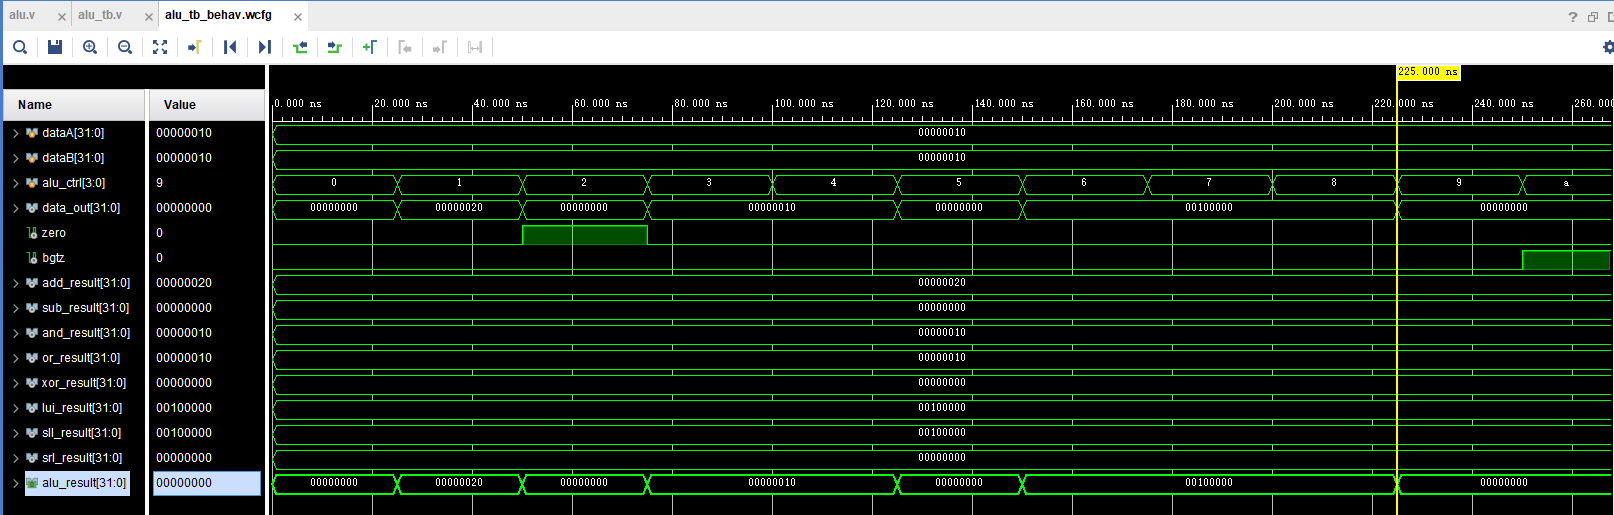 alu.v × alu_tb.v × alu_tb_behav.wcfg ×
?
225.000 ns
Name Value
0.000 ns 20.000 ns 40.000 ns 60.000 ns 80.000 ns 100.000 ns 120.000 ns 140.000 ns 160.000 ns 180.000 ns 200.000 ns 220.000 ns 240.000 ns 260.00
dataA[31:0] 00000010 00000010
dataB[31:0] 00000010 00000010
alu_ctrl[3:0] 9 0 1 2 3 4 5 6 7 8 9 a
data_out[31:0] 00000000 00000000 00000020 00000000 00000010 00000000 00100000 00000000
zero 0
bgtz 0
add_result[31:0] 00000020 00000020
sub_result[31:0] 00000000 00000000
and_result[31:0] 00000010 00000010
or_result[31:0] 00000010 00000010
xor_result[31:0] 00000000 00000000
lui_result[31:0] 00100000 00100000
sll_result[31:0] 00100000 00100000
srl_result[31:0] 00000000 00000000
alu_result[31:0] 00000000 00000000 00000020 00000000 00000010 00000000 00100000 00000000